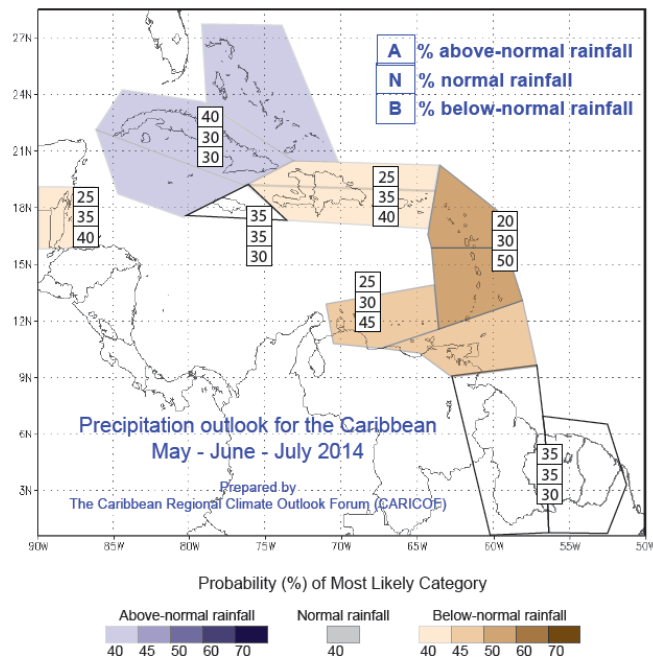 27N
24N
21N
18N
15N
12N
9N
6N
3N
A % above-normal rainfall
N % normal rainfall
B % below-normal rainfall
40
30
30
25
35
40
25
35
40
35
35
30
20
30
50
25
30
45
35
35
30
Precipitation outlook for the Caribbean
May - June - July 2014
Prepared by
The Caribbean Regional Climate Outlook Forum (CARICOF)
90W 85W 80W 75W 70W 65W 60W 55W 50W
Probability (%) of Most Likely Category
Above-normal rainfall Normal rainfall Below-normal rainfall
40 45 50 60 70 40 40 45 50 60 70